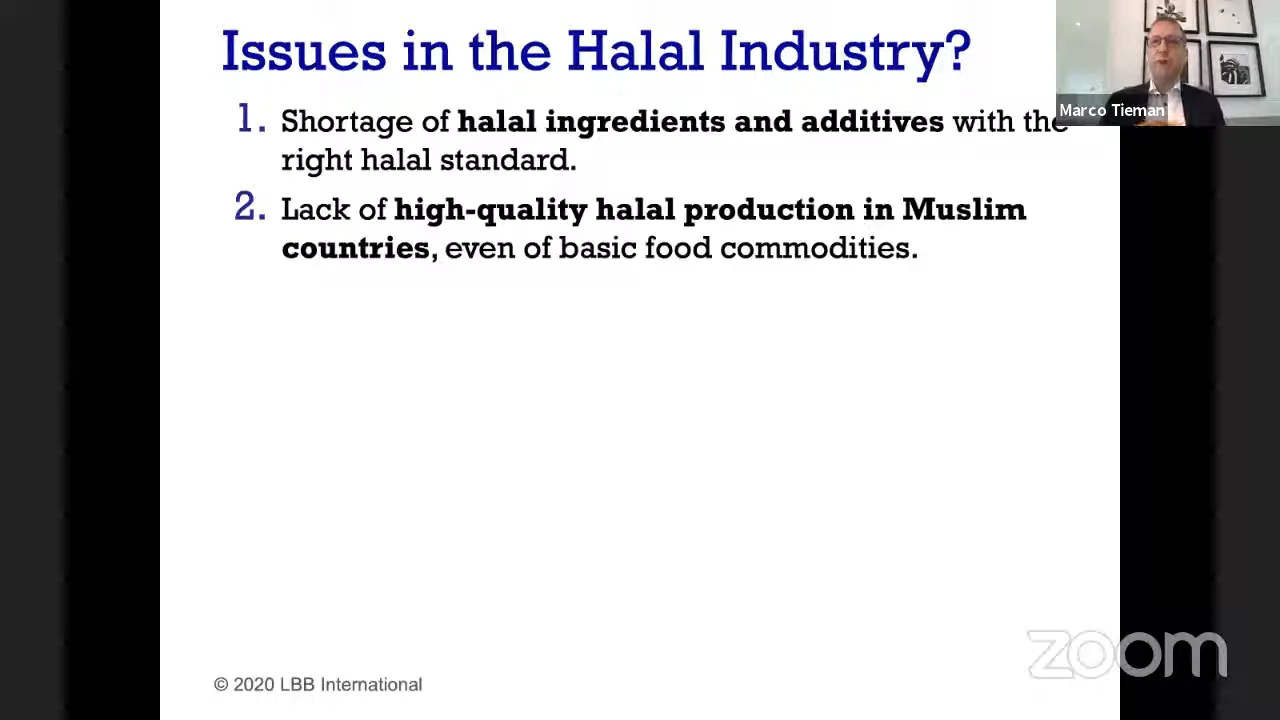 Issues in the Halal Industry?
1. Shortage of halal ingredients and additives with the
right halal standard.
2. Lack of high-quality halal production in Muslim
countries, even of basic food commodities.
Marco Tieman
zoom
© 2020 LBB International